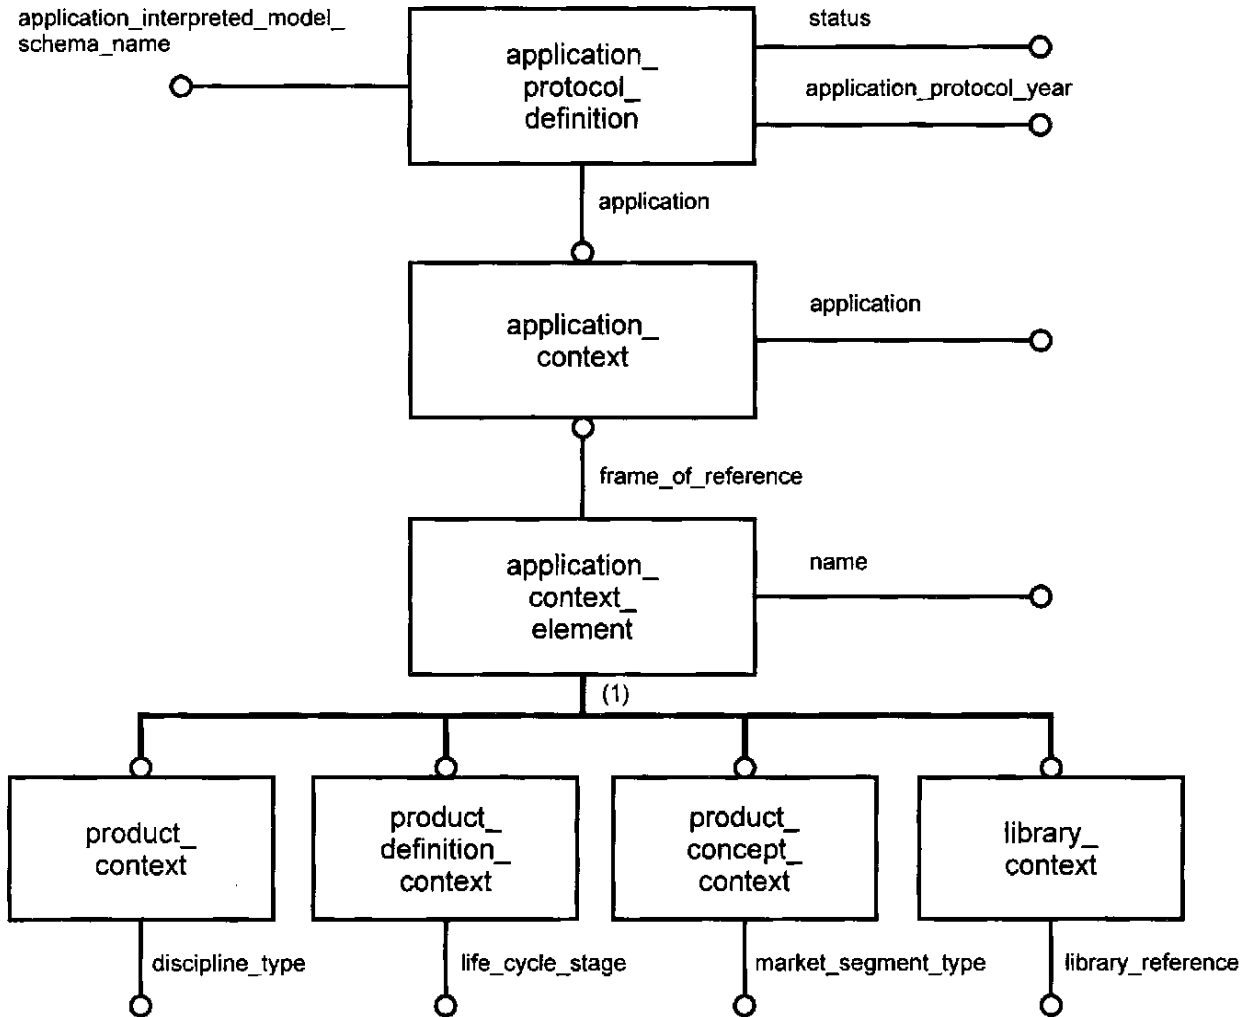 application_interpreted_model_
schema_name
application_
protocol_
definition
status
application_protocol_year
application
application_
context
application
frame_of_reference
application_
context_
element
name
(1)
product_
context
product_
definition_
context
product_
concept_
context
library_
context
discipline_type
life_cycle_stage
market_segment_type
library_reference